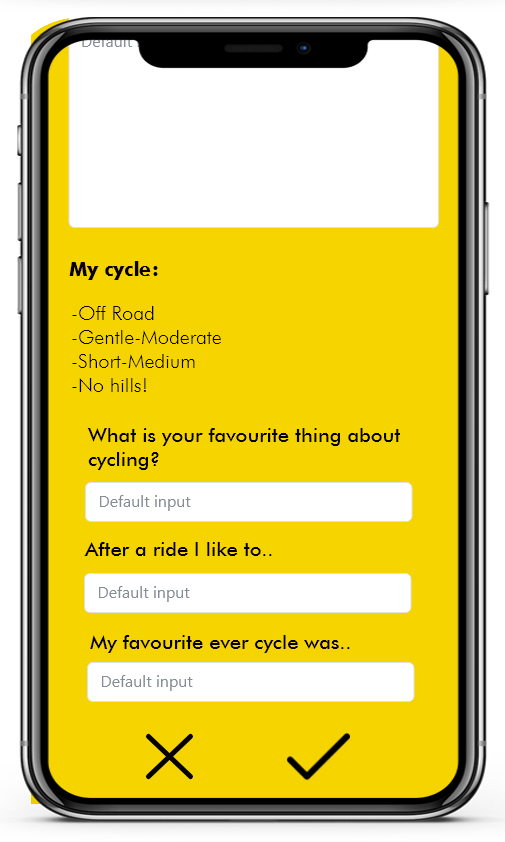 Default
My cycle:
-Off Road
-Gentle-Moderate
-Short-Medium
-No hills!
What is your favourite thing about
cycling?
Default input
After a ride I like to..
Default input
My favourite ever cycle was..
Default input